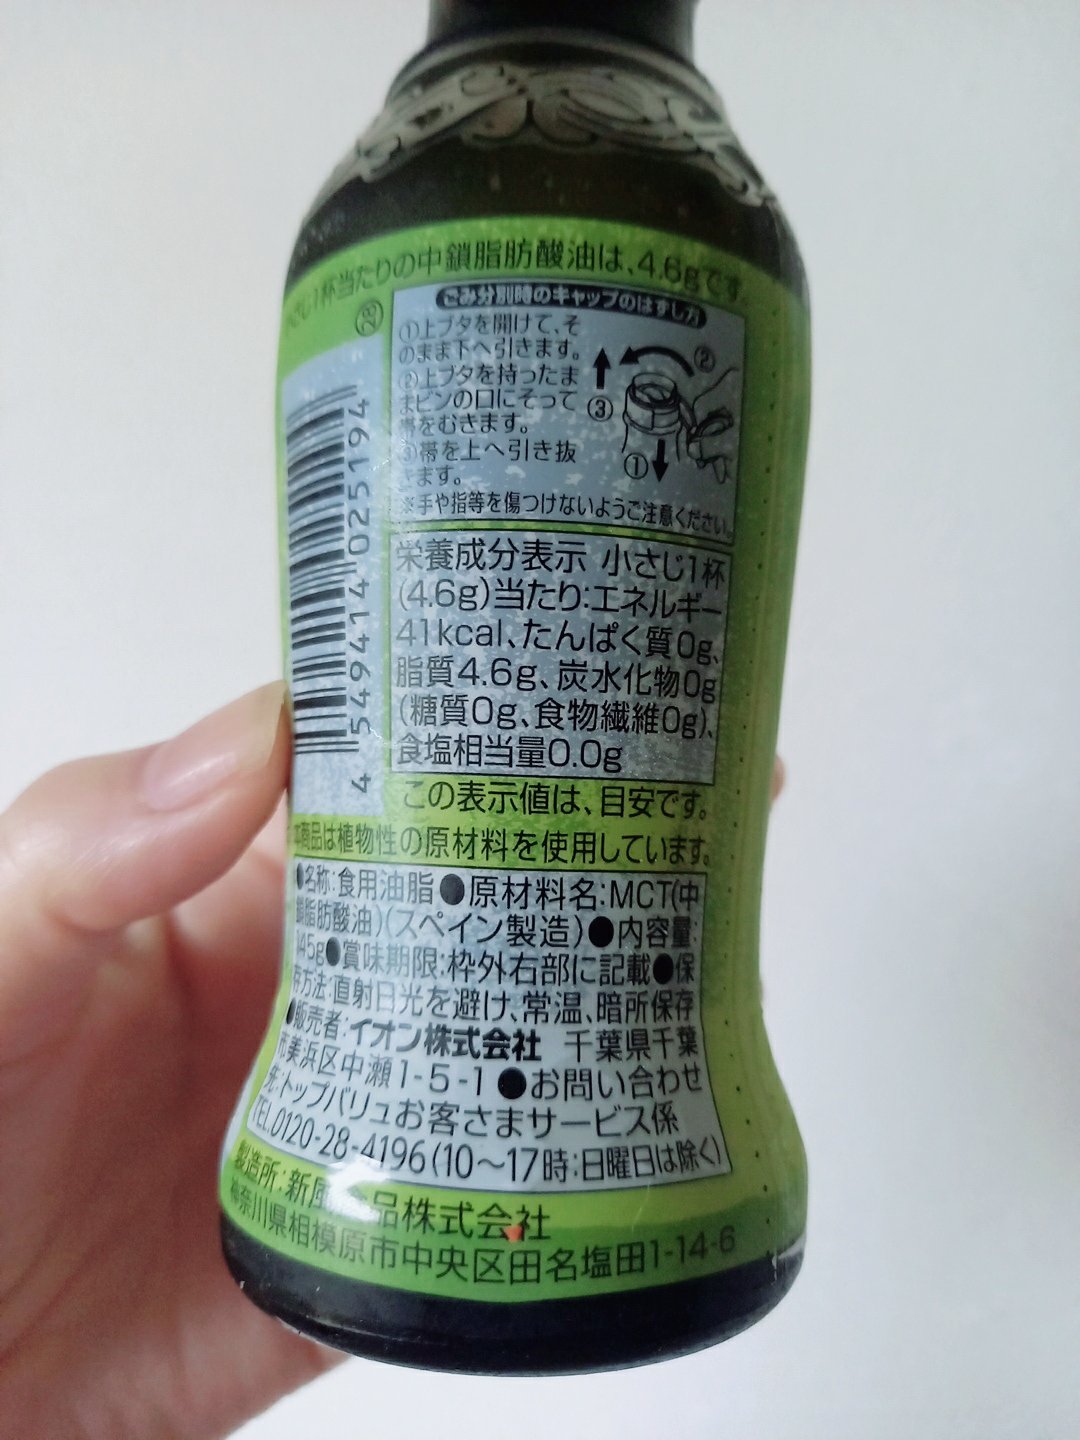 さじ1杯当たりの中鎖脂肪酸油は、4.6gです。
28
ごみ分別時のキャップのはずし方
①上ブタを開けて、そ
のまま下へ引きます。
②上ブタを持ったま
まビンの口にそって
帯をむきます。
③帯を上へ引き抜
きます。
※手や指等を傷つけないようご注意ください。
②
③
①
4 549414 025194
栄養成分表示 小さじ1杯
(4.6g)当たり:エネルギー
41kcal、たんぱく質0g、
脂質4.6g、炭水化物0g
(糖質0g、食物繊維0g)、
食塩相当量0.0g
この表示値は、目安です。
本商品は植物性の原材料を使用しています。
●名称:食用油脂●原材料名:MCT(中
鎖脂肪酸油)(スペイン製造)●内容量:
145g●賞味期限:枠外右部に記載●保
存方法:直射日光を避け、常温、暗所保存
●販売者:イオン株式会社 千葉県千葉
市美浜区中瀬1-5-1●お問い合わせ
先:トップバリュお客さまサービス係
TEL.0120-28-4196(10～17時:日曜日は除く)
製造所:新風食品株式会社
神奈川県相模原市中央区田名塩田1-14-6